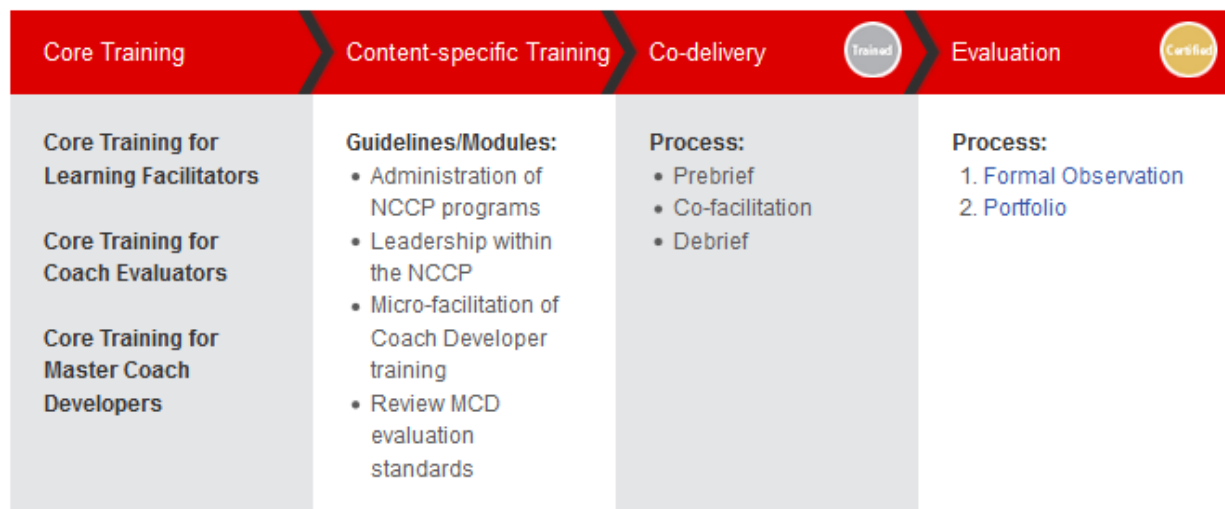 Core Training
Content-specific Training
Co-delivery
Trained
Evaluation
Certified
Core Training for
Learning Facilitators
Core Training for
Coach Evaluators
Core Training for
Master Coach
Developers
Guidelines/Modules:
• Administration of
NCCP programs
• Leadership within
the NCCP
• Micro-facilitation of
Coach Developer
training
• Review MCD
evaluation
standards
Process:
• Prebrief
• Co-facilitation
• Debrief
Process:
1. Formal Observation
2. Portfolio